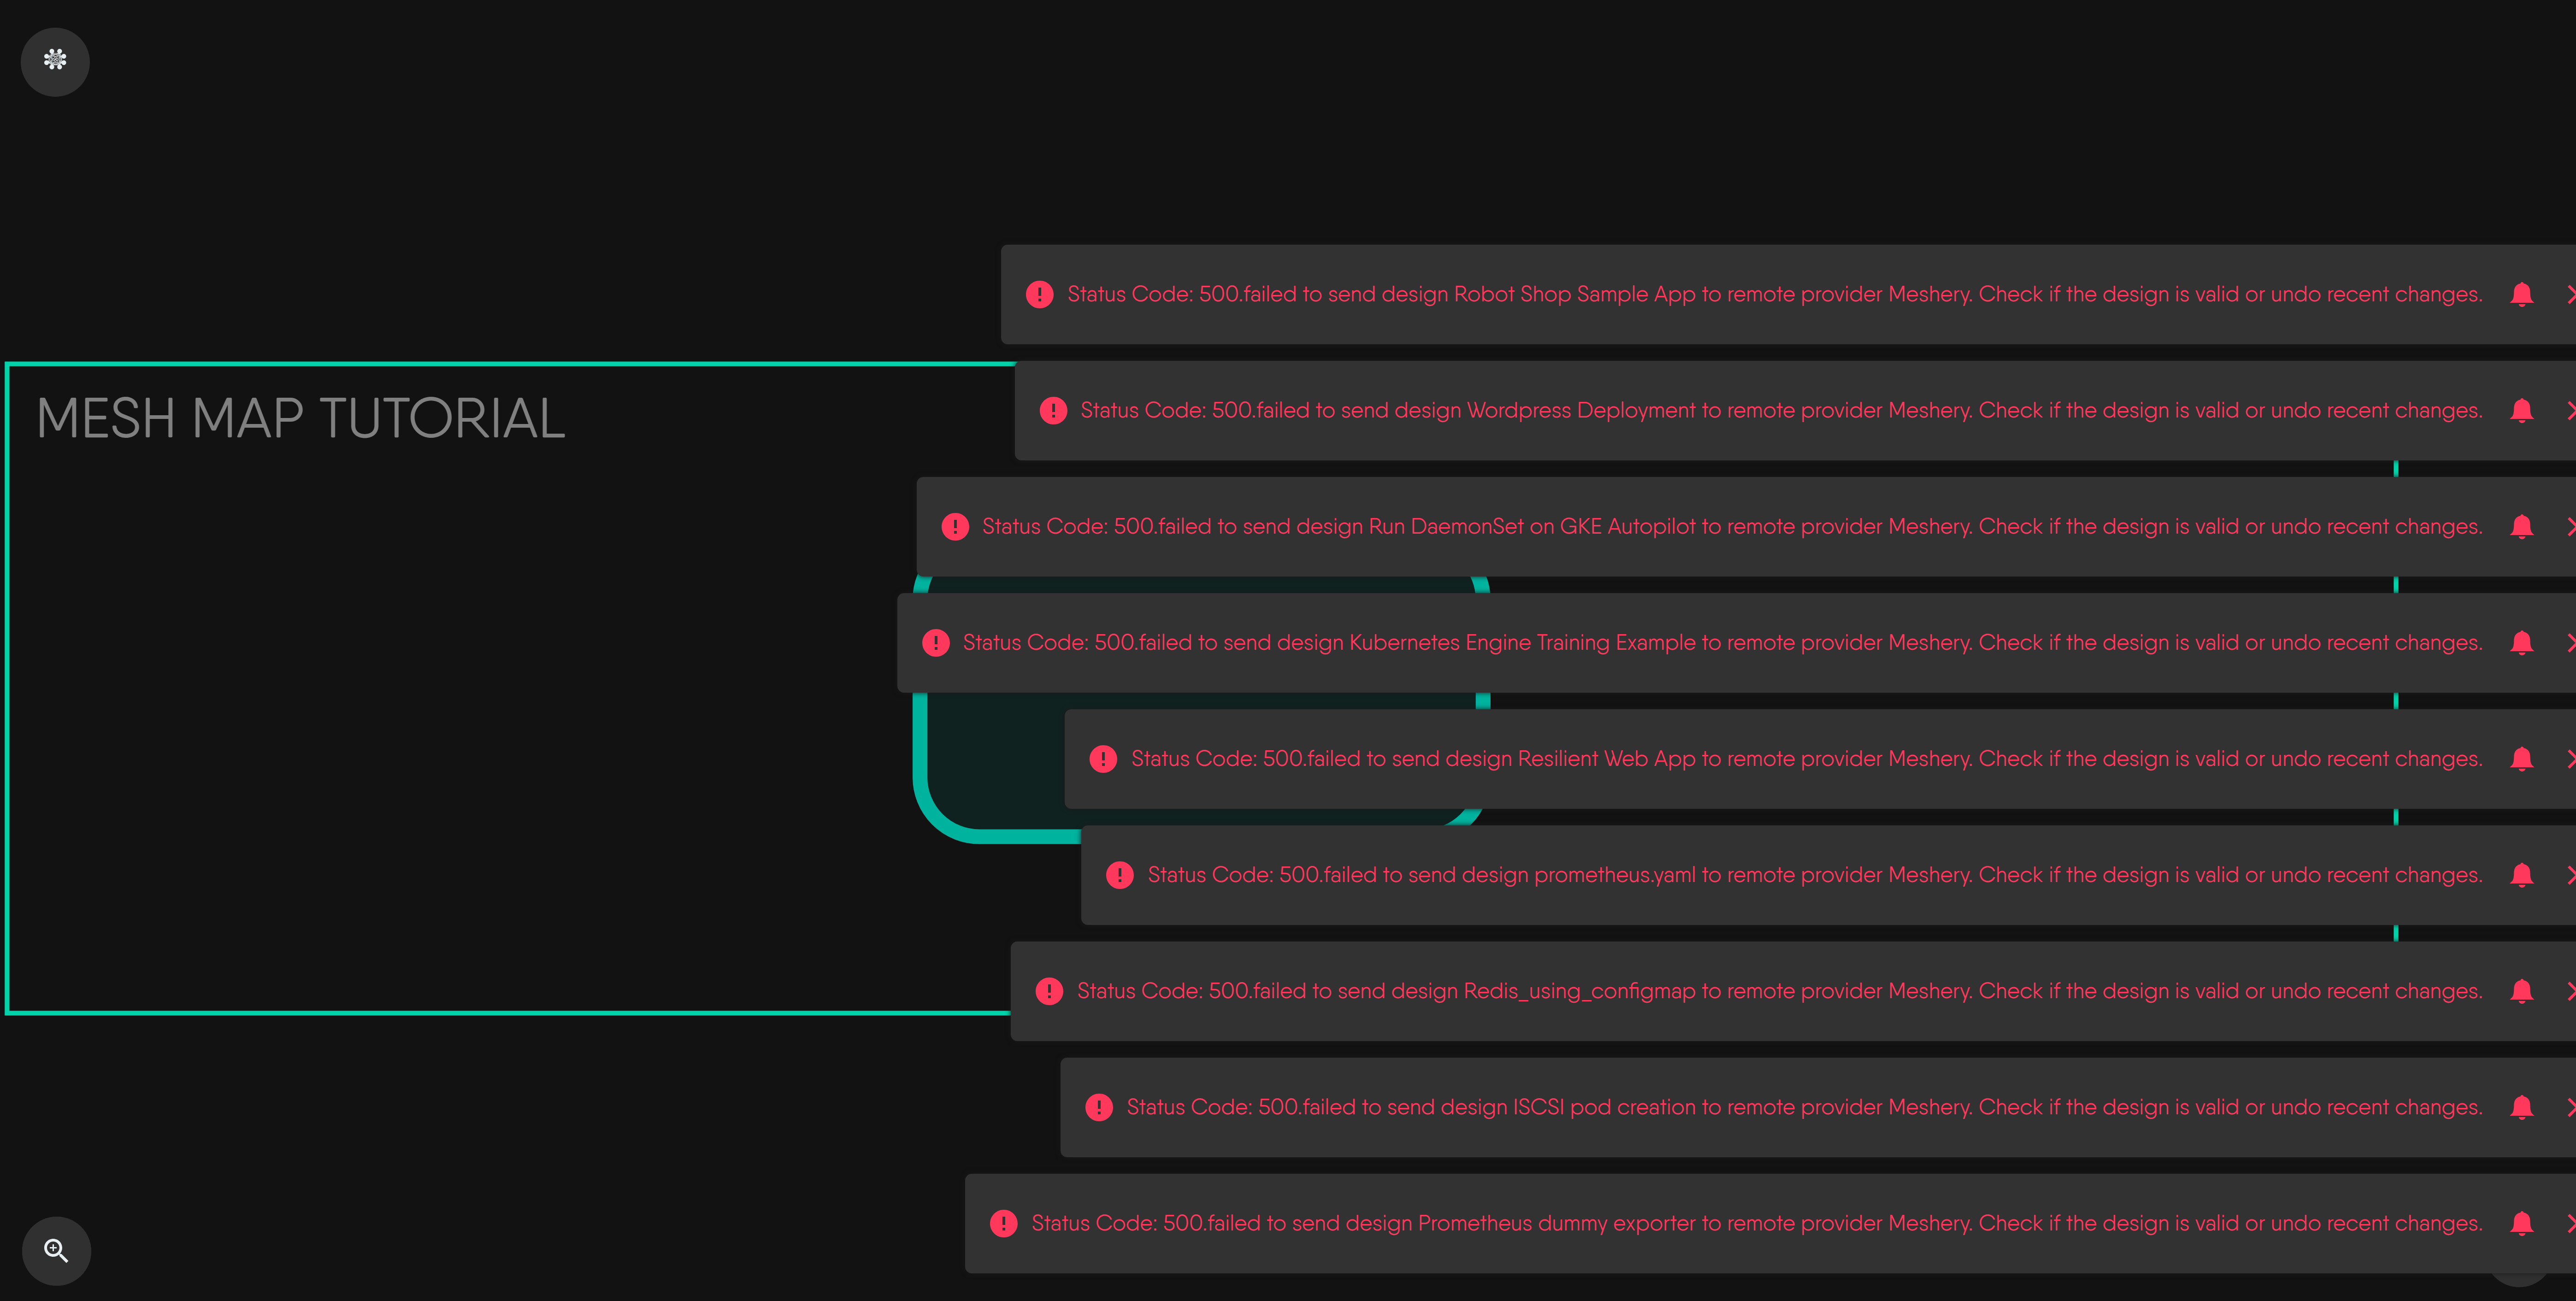 Status Code: 500.failed to send design Robot Shop Sample App to remote provider Meshery. Check if the design is valid or undo recent changes.
MESH MAP TUTORIAL
Status Code: 500.failed to send design Wordpress Deployment to remote provider Meshery. Check if the design is valid or undo recent changes.
Status Code: 500.failed to send design Run DaemonSet on GKE Autopilot to remote provider Meshery. Check if the design is valid or undo recent changes.
Status Code: 500.failed to send design Kubernetes Engine Training Example to remote provider Meshery. Check if the design is valid or undo recent changes.
Status Code: 500.failed to send design Resilient Web App to remote provider Meshery. Check if the design is valid or undo recent changes.
Status Code: 500.failed to send design prometheus.yaml to remote provider Meshery. Check if the design is valid or undo recent changes.
Status Code: 500.failed to send design Redis_using_configmap to remote provider Meshery. Check if the design is valid or undo recent changes.
Status Code: 500.failed to send design ISCSI pod creation to remote provider Meshery. Check if the design is valid or undo recent changes.
Status Code: 500.failed to send design Prometheus dummy exporter to remote provider Meshery. Check if the design is valid or undo recent changes.